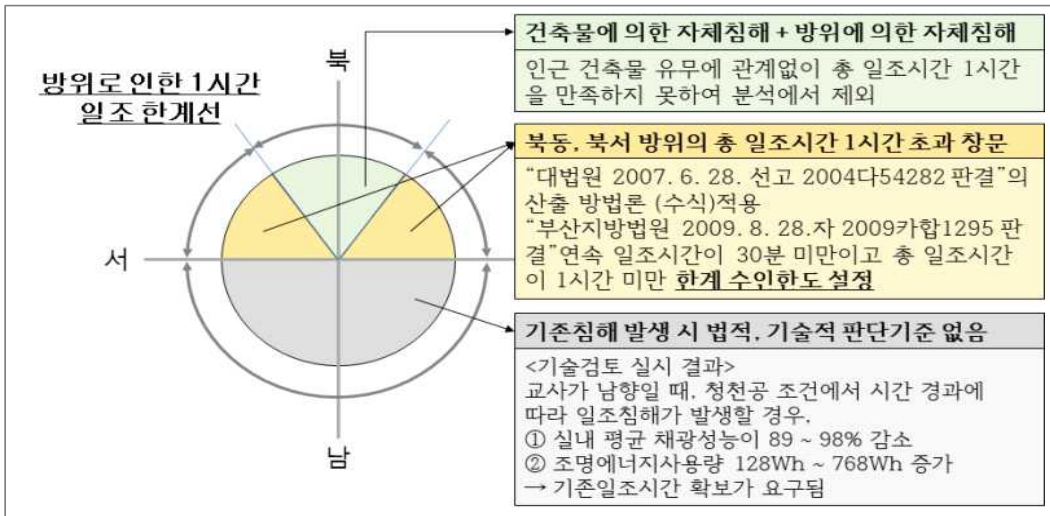 방위로 인한 1시간
일조 한계선
북
서
남
건축물에 의한 자체침해 + 방위에 의한 자체침해
인근 건축물 유무에 관계없이 총 일조시간 1시간
을 만족하지 못하여 분석에서 제외
북동, 북서 방위의 총 일조시간 1시간 초과 창문
“대법원 2007. 6. 28. 선고 2004다54282 판결”의
산출 방법론 (수식)적용
“부산지방법원 2009. 8. 28.자 2009카합1295 판
결”연속 일조시간이 30분 미만이고 총 일조시간
이 1시간 미만 한계 수인한도 설정
기존침해 발생 시 법적, 기술적 판단기준 없음
<기술검토 실시 결과>
교사가 남향일 때, 청천공 조건에서 시간 경과에
따라 일조침해가 발생할 경우,
① 실내 평균 채광성능이 89 ~ 98% 감소
② 조명에너지사용량 128Wh ~ 768Wh 증가
→ 기존일조시간 확보가 요구됨